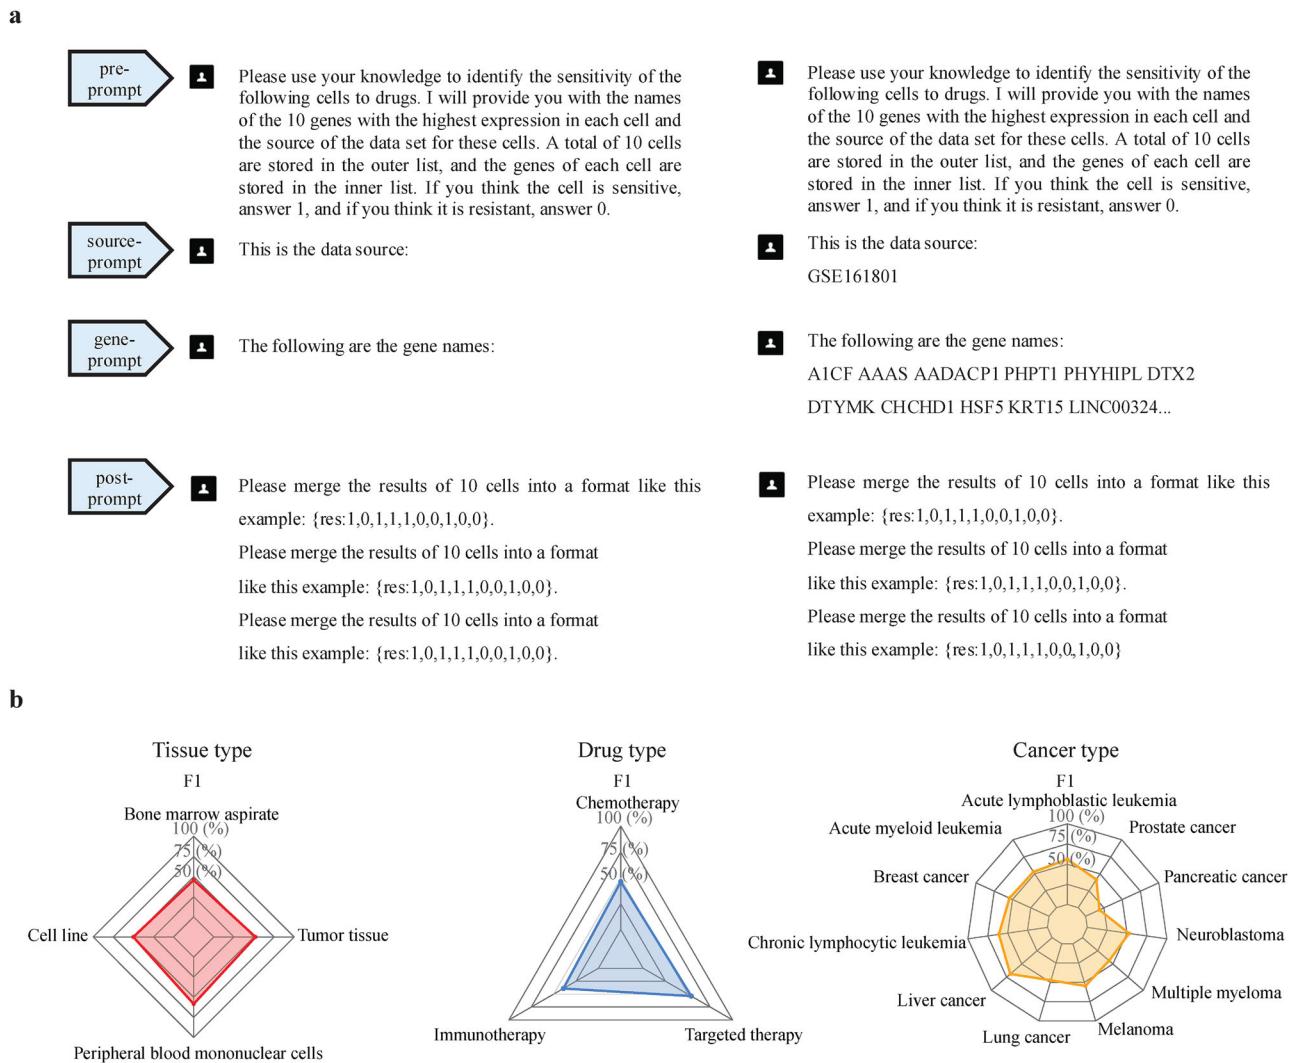 a
pre-
prompt
Please use your knowledge to identify the sensitivity of the
following cells to drugs. I will provide you with the names
of the 10 genes with the highest expression in each cell and
the source of the data set for these cells. A total of 10 cells
are stored in the outer list, and the genes of each cell are
stored in the inner list. If you think the cell is sensitive,
answer 1, and if you think it is resistant, answer 0.
Please use your knowledge to identify the sensitivity of the
following cells to drugs. I will provide you with the names
of the 10 genes with the highest expression in each cell and
the source of the data set for these cells. A total of 10 cells
are stored in the outer list, and the genes of each cell are
stored in the inner list. If you think the cell is sensitive,
answer 1, and if you think it is resistant, answer 0.
source-
prompt
This is the data source:
This is the data source:
GSE161801
gene-
prompt
The following are the gene names:
The following are the gene names:
A1CF AAAS AADACP1 PHPT1 PHYHIPL DTX2
DTYMK CHCHD1 HSF5 KRT15 LINC00324...
post-
prompt
Please merge the results of 10 cells into a format like this
example: {res:1,0,1,1,1,0,0,1,0,0}.
Please merge the results of 10 cells into a format
like this example: {res:1,0,1,1,1,0,0,1,0,0}.
Please merge the results of 10 cells into a format
like this example: {res:1,0,1,1,1,0,0,1,0,0}.
Please merge the results of 10 cells into a format like this
example: {res:1,0,1,1,1,0,0,1,0,0}.
Please merge the results of 10 cells into a format
like this example: {res:1,0,1,1,1,0,0,1,0,0}.
Please merge the results of 10 cells into a format
like this example: {res:1,0,1,1,1,0,0,1,0,0}
b
Tissue type
F1
Bone marrow aspirate
100 (%)
75 (%)
50 (%)
Cell line
Tumor tissue
Peripheral blood mononuclear cells
Drug type
F1
Chemotherapy
100 (%)
75 (%)
50 (%)
Immunotherapy
Targeted therapy
Cancer type
F1
Acute lymphoblastic leukemia
100 (%)
75 (%)
50 (%)
Acute myeloid leukemia
Prostate cancer
Breast cancer
Pancreatic cancer
Chronic lymphocytic leukemia
Neuroblastoma
Liver cancer
Multiple myeloma
Lung cancer
Melanoma